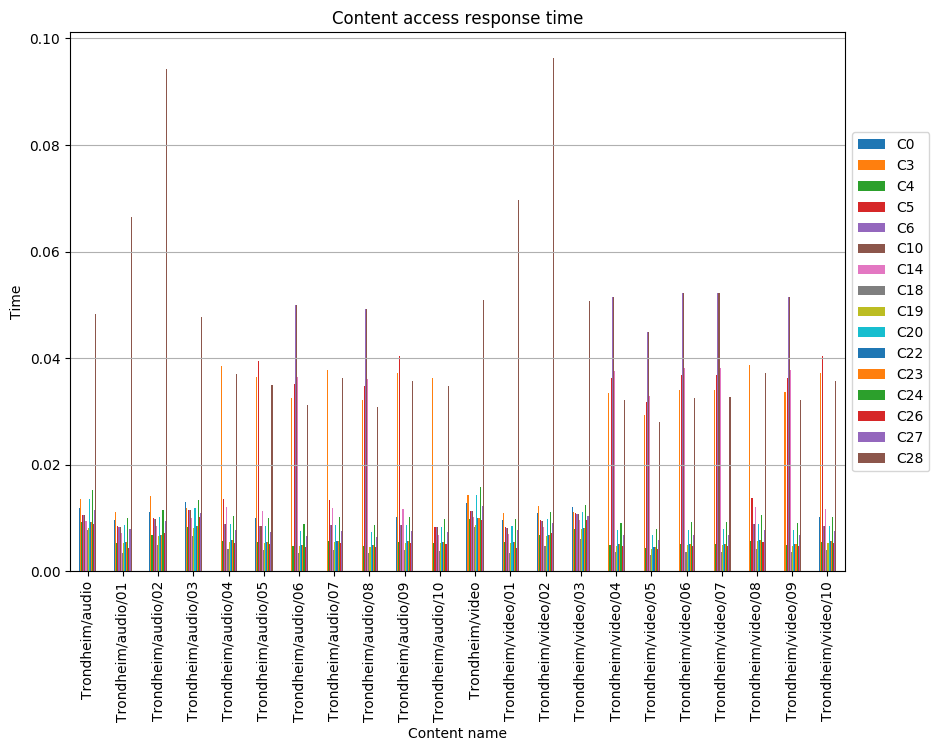 Content access response time
0.10
0.08
0.06
0.04
0.02
0.00
Time
Trondheim/audio
Trondheim/audio/01
Trondheim/audio/02
Trondheim/audio/03
Trondheim/audio/04
Trondheim/audio/05
Trondheim/audio/06
Trondheim/audio/07
Trondheim/audio/08
Trondheim/audio/09
Trondheim/audio/10
Trondheim/video
Trondheim/video/01
Trondheim/video/02
Trondheim/video/03
Trondheim/video/04
Trondheim/video/05
Trondheim/video/06
Trondheim/video/07
Trondheim/video/08
Trondheim/video/09
Trondheim/video/10
Content name
C0
C3
C4
C5
C6
C10
C14
C18
C19
C20
C22
C23
C24
C26
C27
C28